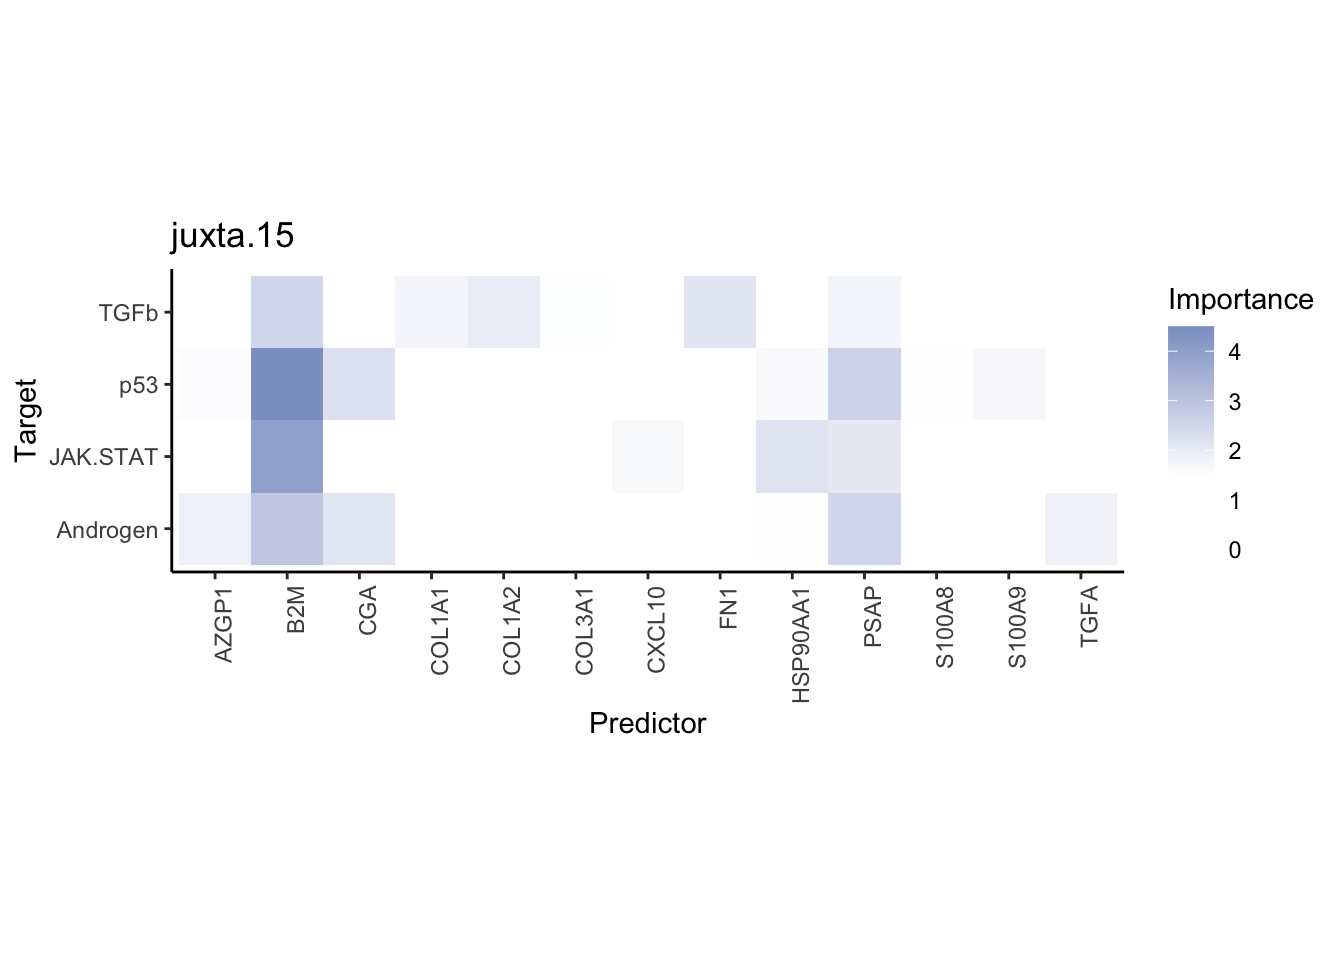 juxta.15
Target
TGFb
p53
JAK.STAT
Androgen
AZGP1
B2M
CGA
COL1A1
COL1A2
COL3A1
CXCL10
FN1
HSP90AA1
PSAP
S100A8
S100A9
TGFA
Predictor
Importance
4
3
2
1
0